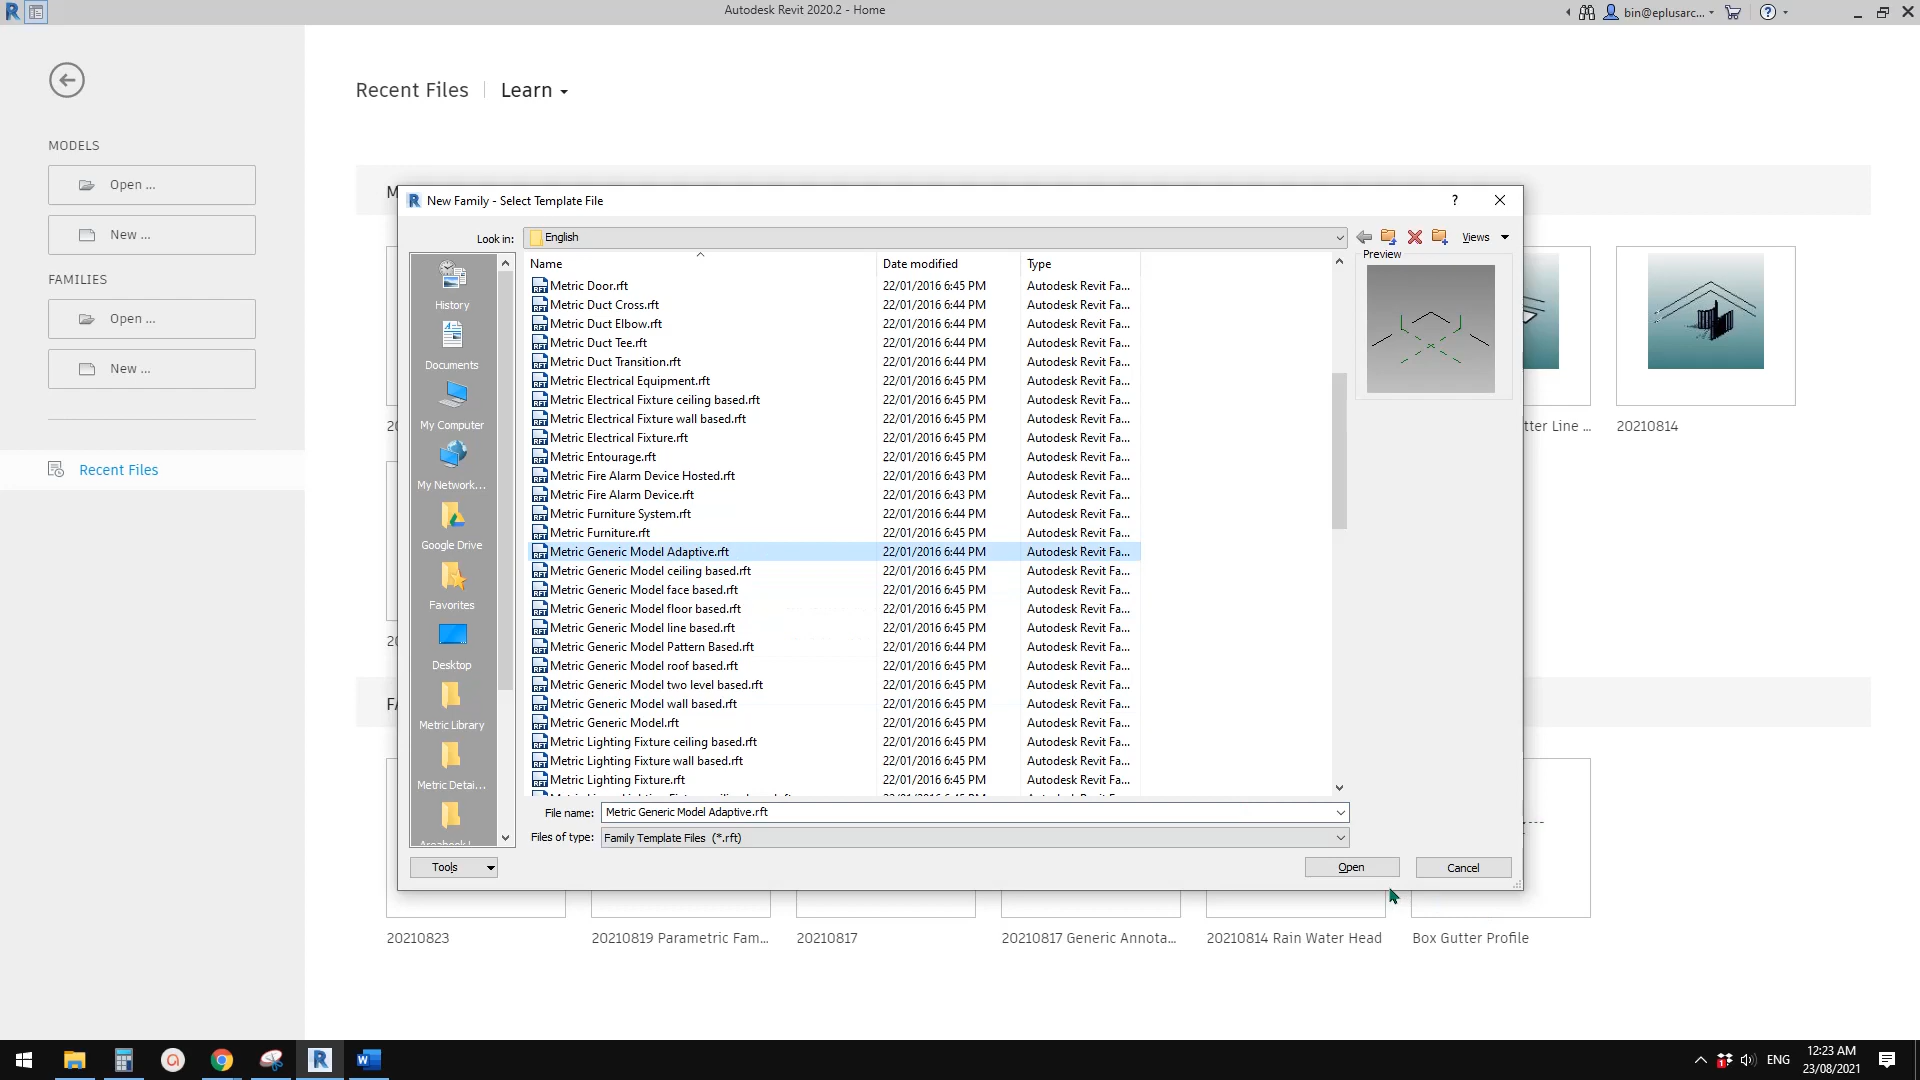 Autodesk Revit 2020.2 - Home
bin@eplusarc...
Recent Files
Learn
MODELS
Open ...
New ...
FAMILIES
Open ...
New ...
Recent Files
New Family - Select Template File
Look in:
English
Views
Preview
History
Documents
My Computer
My Network...
Google Drive
Favorites
Desktop
Metric Library
Metric Detai...
Name Date modified Type
Metric Door.rft 22/01/2016 6:45 PM Autodesk Revit Fa...
Metric Duct Cross.rft 22/01/2016 6:44 PM Autodesk Revit Fa...
Metric Duct Elbow.rft 22/01/2016 6:44 PM Autodesk Revit Fa...
Metric Duct Tee.rft 22/01/2016 6:44 PM Autodesk Revit Fa...
Metric Duct Transition.rft 22/01/2016 6:44 PM Autodesk Revit Fa...
Metric Electrical Equipment.rft 22/01/2016 6:45 PM Autodesk Revit Fa...
Metric Electrical Fixture ceiling based.rft 22/01/2016 6:45 PM Autodesk Revit Fa...
Metric Electrical Fixture wall based.rft 22/01/2016 6:45 PM Autodesk Revit Fa...
Metric Electrical Fixture.rft 22/01/2016 6:45 PM Autodesk Revit Fa...
Metric Entourage.rft 22/01/2016 6:45 PM Autodesk Revit Fa...
Metric Fire Alarm Device Hosted.rft 22/01/2016 6:43 PM Autodesk Revit Fa...
Metric Fire Alarm Device.rft 22/01/2016 6:43 PM Autodesk Revit Fa...
Metric Furniture System.rft 22/01/2016 6:44 PM Autodesk Revit Fa...
Metric Furniture.rft 22/01/2016 6:45 PM Autodesk Revit Fa...
Metric Generic Model Adaptive.rft 22/01/2016 6:44 PM Autodesk Revit Fa...
Metric Generic Model ceiling based.rft 22/01/2016 6:45 PM Autodesk Revit Fa...
Metric Generic Model face based.rft 22/01/2016 6:45 PM Autodesk Revit Fa...
Metric Generic Model floor based.rft 22/01/2016 6:45 PM Autodesk Revit Fa...
Metric Generic Model line based.rft 22/01/2016 6:45 PM Autodesk Revit Fa...
Metric Generic Model Pattern Based.rft 22/01/2016 6:44 PM Autodesk Revit Fa...
Metric Generic Model roof based.rft 22/01/2016 6:45 PM Autodesk Revit Fa...
Metric Generic Model two level based.rft 22/01/2016 6:45 PM Autodesk Revit Fa...
Metric Generic Model wall based.rft 22/01/2016 6:45 PM Autodesk Revit Fa...
Metric Generic Model.rft 22/01/2016 6:45 PM Autodesk Revit Fa...
Metric Lighting Fixture ceiling based.rft 22/01/2016 6:45 PM Autodesk Revit Fa...
Metric Lighting Fixture wall based.rft 22/01/2016 6:45 PM Autodesk Revit Fa...
Metric Lighting Fixture.rft 22/01/2016 6:45 PM Autodesk Revit Fa...
File name: Metric Generic Model Adaptive.rft
Files of type: Family Template Files (*.rft)
Tools
Open
Cancel
tter Line ...
20210814
20210823
20210819 Parametric Fam...
20210817
20210817 Generic Annota...
20210814 Rain Water Head
Box Gutter Profile
ENG
12:23 AM
23/08/2021